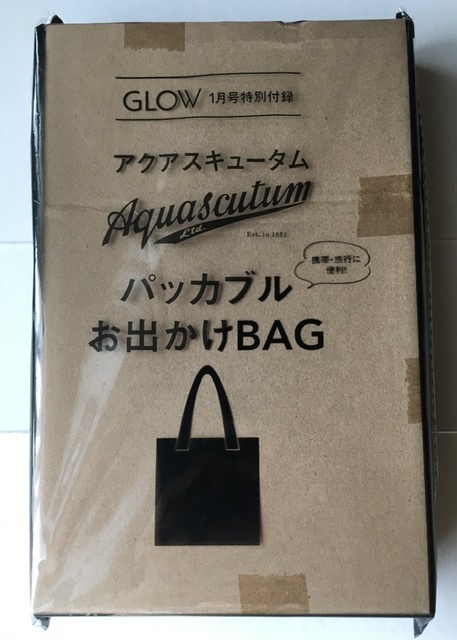 GLOW 1月号特別付録
アクアスキュータム
Aquascutum
Ltd.
Est. in 1851
携帯・旅行に
便利!
パッカブル
お出かけBAG